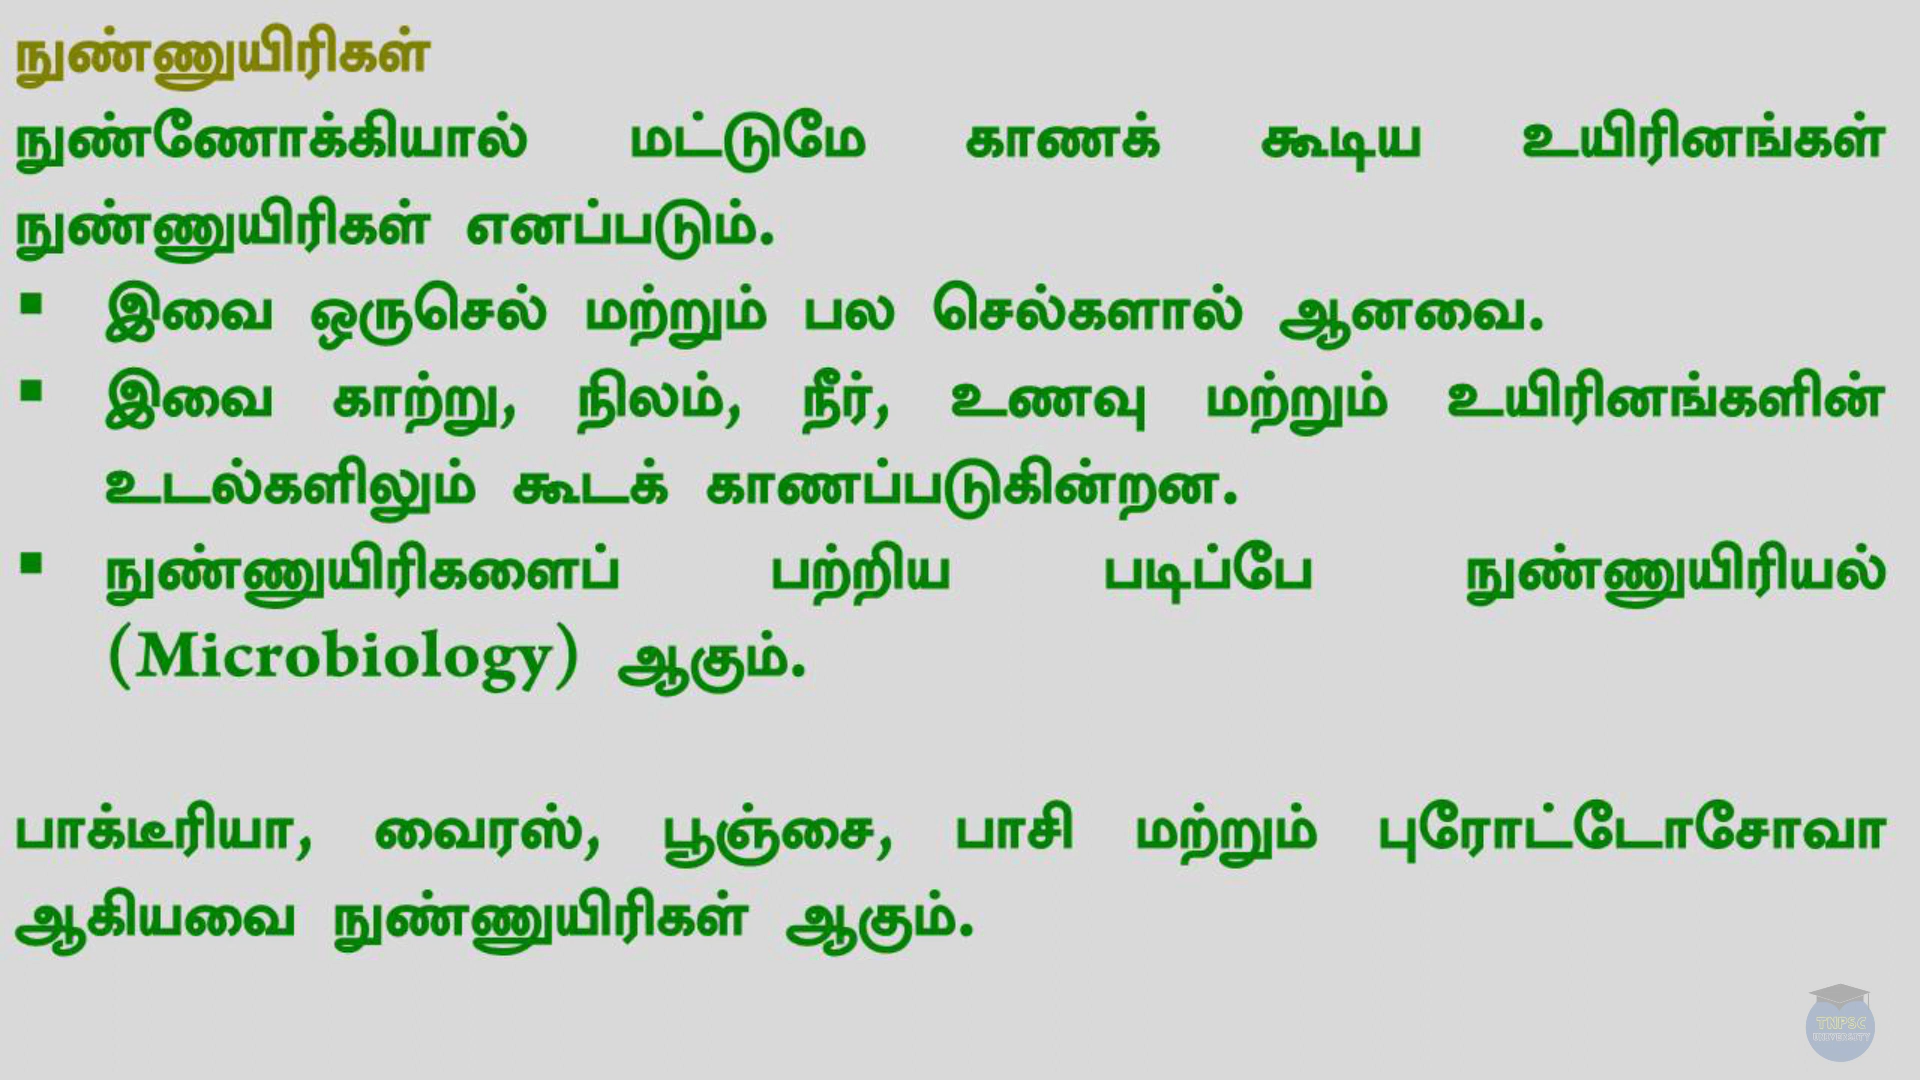 நுண்ணுயிரிகள்
நுண்ணோக்கியால் மட்டுமே காணக் கூடிய உயிரினங்கள்
நுண்ணுயிரிகள் எனப்படும்.
▪ இவை ஒருசெல் மற்றும் பல செல்களால் ஆனவை.
▪ இவை காற்று, நிலம், நீர், உணவு மற்றும் உயிரினங்களின்
உடல்களிலும் கூடக் காணப்படுகின்றன.
▪ நுண்ணுயிரிகளைப் பற்றிய படிப்பே நுண்ணுயிரியல்
(Microbiology) ஆகும்.
பாக்டீரியா, வைரஸ், பூஞ்சை, பாசி மற்றும் புரோட்டோசோவா
ஆகியவை நுண்ணுயிரிகள் ஆகும்.
TNPSC
UNIVERSITY